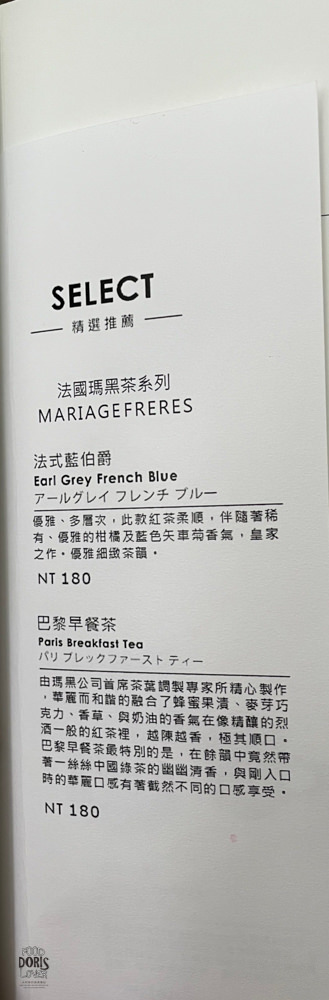 SELECT
精選推薦
法國瑪黑茶系列
MARIAGEFRERES
法式藍伯爵
Earl Grey French Blue
アールグレイ フレンチ ブルー
優雅、多層次，此款紅茶柔順，伴隨著稀
有、優雅的柑橘及藍色矢車菊香氣，皇家
之作。優雅細緻茶韻。
NT 180
巴黎早餐茶
Paris Breakfast Tea
パリ ブレックファースト ティー
由瑪黑公司首席茶葉調製專家所精心製作
，華麗而和諧的融合了蜂蜜果漬、麥芽巧
克力、香草、與奶油的香氣在像精釀的烈
酒一般的紅茶裡，越陳越香，極其順口。
巴黎早餐茶最特別的是，在餘韻中竟然帶
著一絲絲中國綠茶的幽幽清香，與剛入口
時的華麗口感有著截然不同的口感享受。
NT 180
DORIS